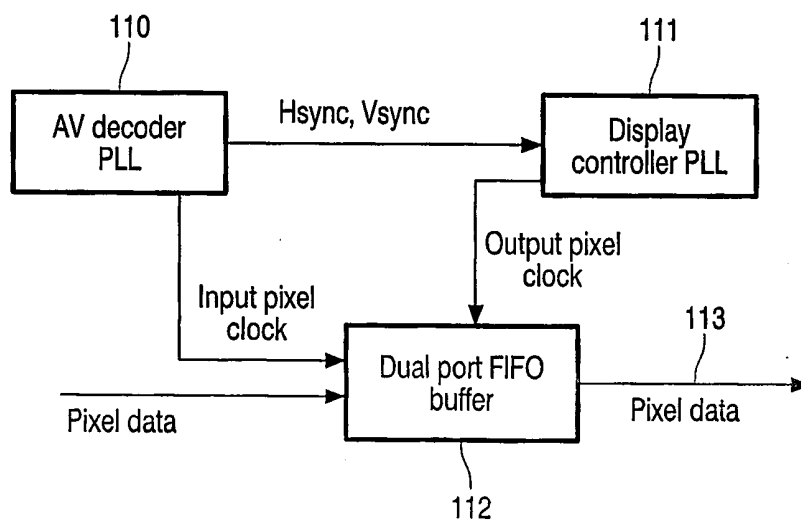 110
111
AV decoder
PLL
Hsync, Vsync
Display
controller PLL
Output pixel
clock
Input pixel
clock
113
Dual port FIFO
buffer
Pixel data
Pixel data
112